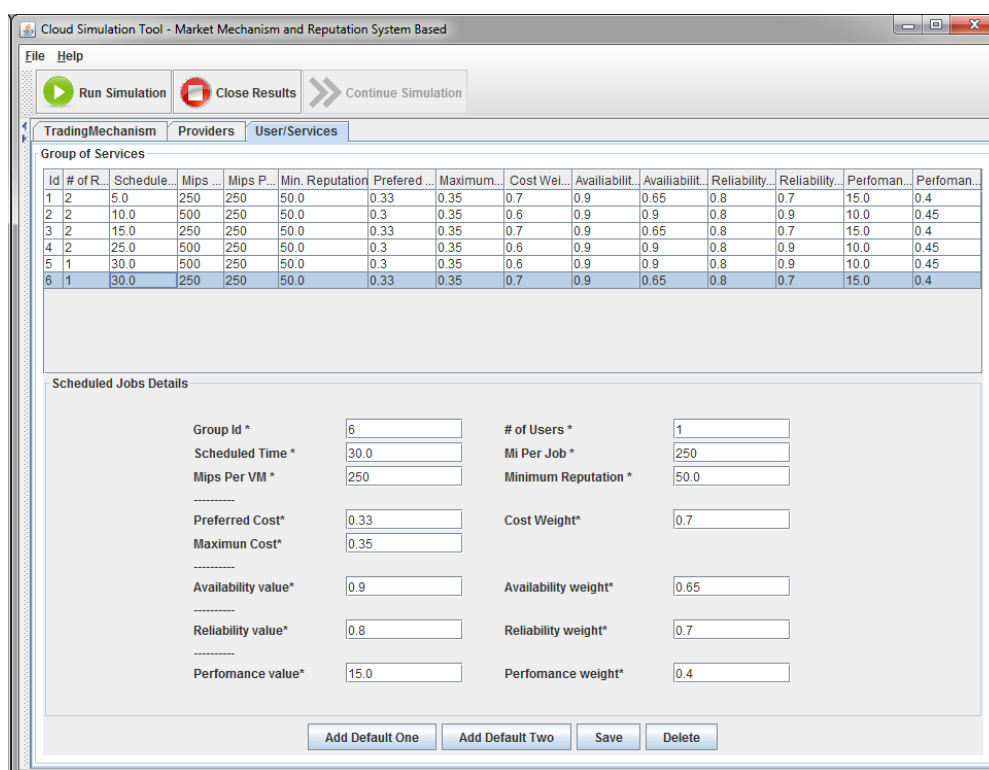 Cloud Simulation Tool - Market Mechanism and Reputation System Based
File Help
Run Simulation Close Results Continue Simulation
TradingMechanism Providers User/Services
Group of Services
Id # of R... Schedule... Mips ... Mips P... Min. Reputation Prefered ... Maximum... Cost Wei... Availiabilit... Availiabilit... Reliability... Reliability... Perfoman... Perfoman...
1 2 5.0 250 250 50.0 0.33 0.35 0.7 0.9 0.65 0.8 0.7 15.0 0.4
2 2 10.0 500 250 50.0 0.3 0.35 0.6 0.9 0.9 0.8 0.9 10.0 0.45
3 2 15.0 250 250 50.0 0.33 0.35 0.7 0.9 0.65 0.8 0.7 15.0 0.4
4 2 25.0 500 250 50.0 0.3 0.35 0.6 0.9 0.9 0.8 0.9 10.0 0.45
5 1 30.0 500 250 50.0 0.3 0.35 0.6 0.9 0.9 0.8 0.9 10.0 0.45
6 1 30.0 250 250 50.0 0.33 0.35 0.7 0.9 0.65 0.8 0.7 15.0 0.4
Scheduled Jobs Details
Group Id * 6 # of Users * 1
Scheduled Time * 30.0 Mi Per Job * 250
Mips Per VM * 250 Minimum Reputation * 50.0
----------
Preferred Cost* 0.33 Cost Weight* 0.7
Maximun Cost* 0.35
----------
Availability value* 0.9 Availability weight* 0.65
----------
Reliability value* 0.8 Reliability weight* 0.7
----------
Perfomance value* 15.0 Perfomance weight* 0.4
Add Default One Add Default Two Save Delete